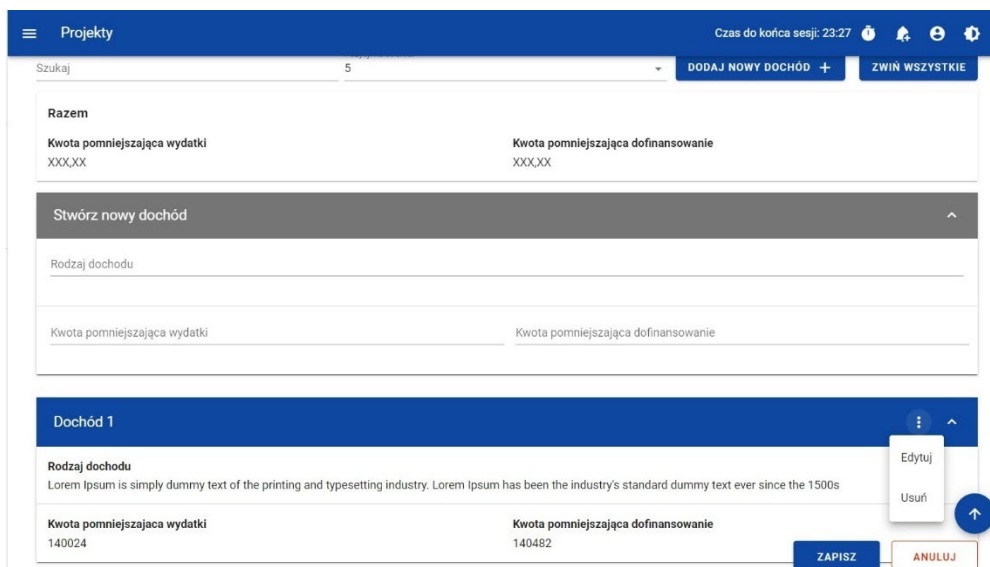 Projekty
Czas do końca sesji: 23:27
Szukaj
5
DODAJ NOWY DOCHÓD +
ZWIŃ WSZYSTKIE
Razem
Kwota pomniejszająca wydatki
Kwota pomniejszająca dofinansowanie
XXX,XX
XXX,XX
Stwórz nowy dochód
Rodzaj dochodu
Kwota pomniejszająca wydatki
Kwota pomniejszająca dofinansowanie
Dochód 1
Edytuj
Usuń
Rodzaj dochodu
Lorem Ipsum is simply dummy text of the printing and typesetting industry. Lorem Ipsum has been the industry's standard dummy text ever since the 1500s
Kwota pomniejszajaca wydatki
Kwota pomniejszająca dofinansowanie
140024
140482
ZAPISZ
ANULUJ